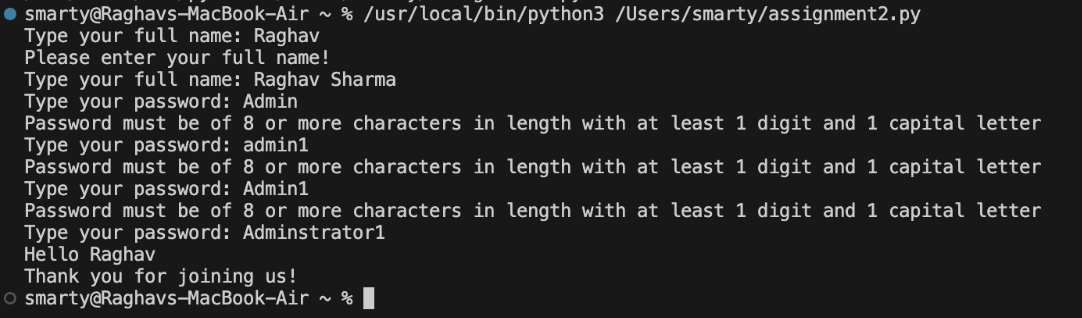 smarty@Raghavs-MacBook-Air ~ % /usr/local/bin/python3 /Users/smarty/assignment2.py
Type your full name: Raghav
Please enter your full name!
Type your full name: Raghav Sharma
Type your password: Admin
Password must be of 8 or more characters in length with at least 1 digit and 1 capital letter
Type your password: admin1
Password must be of 8 or more characters in length with at least 1 digit and 1 capital letter
Type your password: Admin1
Password must be of 8 or more characters in length with at least 1 digit and 1 capital letter
Type your password: Adminstrator1
Hello Raghav
Thank you for joining us!
smarty@Raghavs-MacBook-Air ~ %